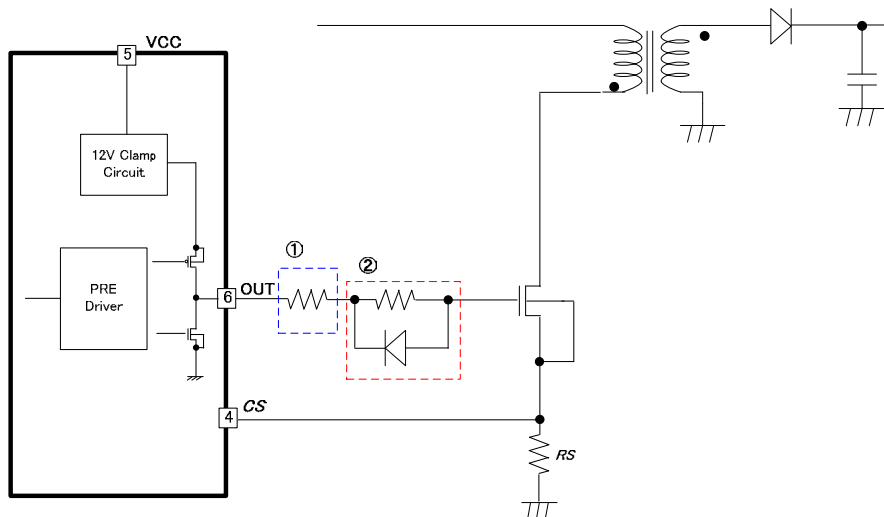 VCC
5
12V Clamp
Circuit
PRE
Driver
6
OUT
①
②
4
CS
RS